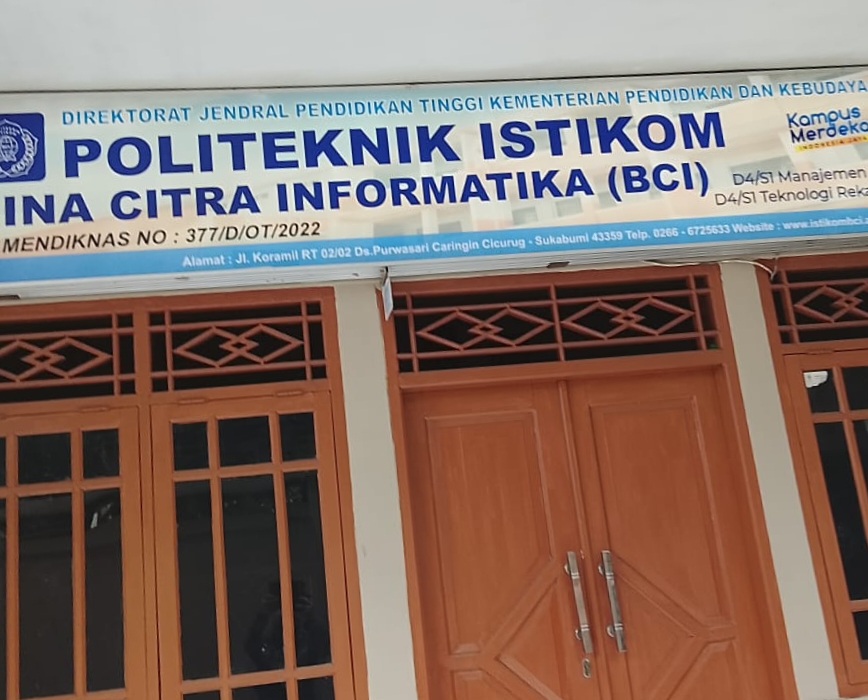 DIREKTORAT JENDRAL PENDIDIKAN TINGGI KEMENTERIAN PENDIDIKAN DAN KEBUDAYA
POLITEKNIK ISTIKOM
INA CITRA INFORMATIKA (BCI)
MENDIKNAS NO : 377/D/OT/2022
Kampus
Merdeka
INDONESIA JAYA
D4/S1 Manajemen
D4/S1 Teknologi Reka
Alamat : Jl. Koramil RT 02/02 Ds.Purwasari Caringin Cicurug - Sukabumi 43359 Telp. 0266 - 6725633 Website : www.istikombci.a